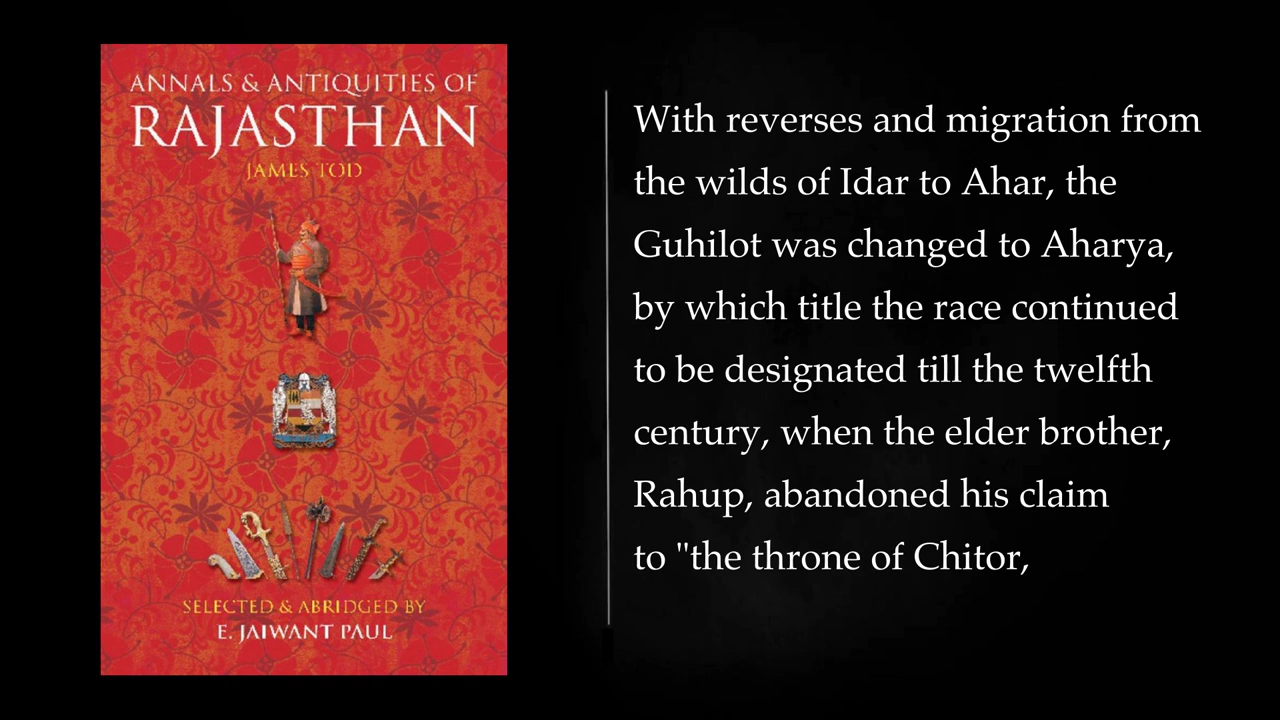 ANNALS & ANTIQUITIES OF
RAJASTHAN
JAMES TOD
SELECTED & ABRIDGED BY
E. JAIWANT PAUL
With reverses and migration from
the wilds of Idar to Ahar, the
Guhilot was changed to Aharya,
by which title the race continued
to be designated till the twelfth
century, when the elder brother,
Rahup, abandoned his claim
to "the throne of Chitor,